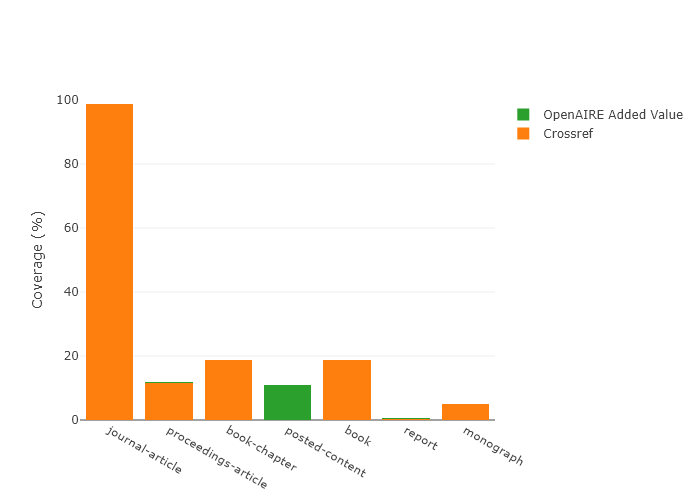 100
80
60
40
20
0
Coverage (%)
journal-article
proceedings-article
book-chapter
posted-content
book
report
monograph
OpenAIRE Added Value
Crossref